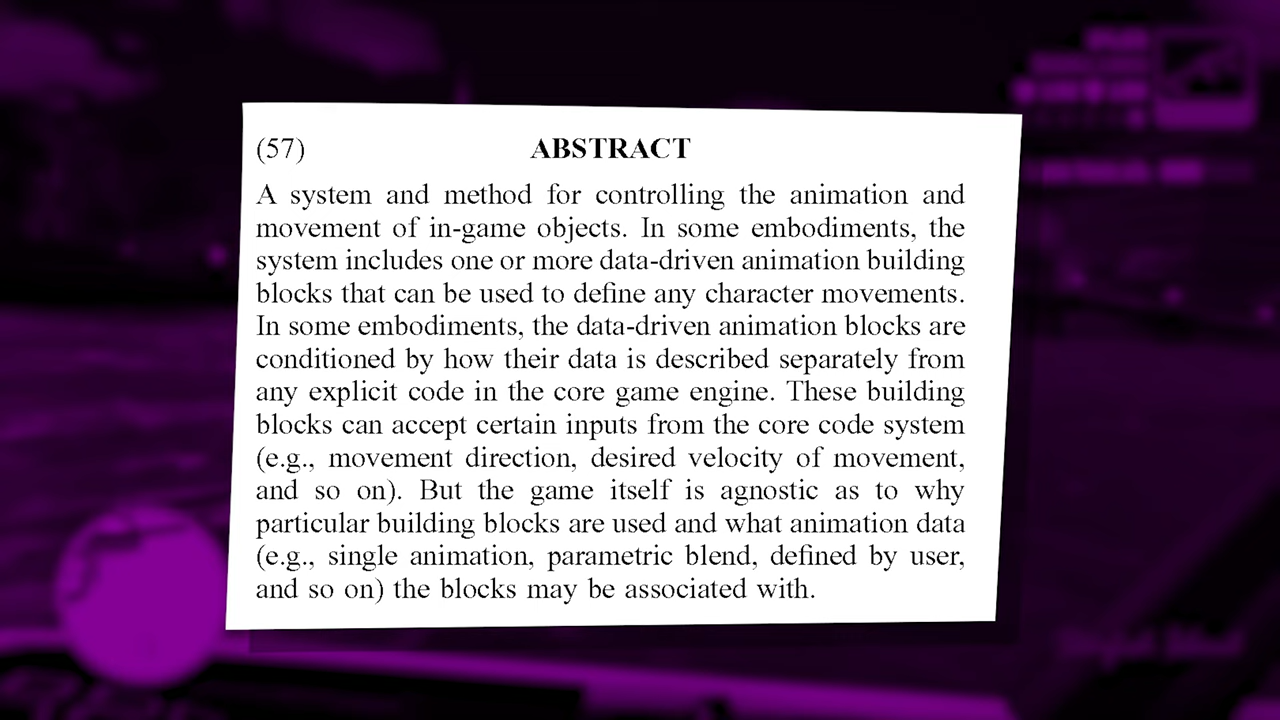 (57) ABSTRACT
A system and method for controlling the animation and
movement of in-game objects. In some embodiments, the
system includes one or more data-driven animation building
blocks that can be used to define any character movements.
In some embodiments, the data-driven animation blocks are
conditioned by how their data is described separately from
any explicit code in the core game engine. These building
blocks can accept certain inputs from the core code system
(e.g., movement direction, desired velocity of movement,
and so on). But the game itself is agnostic as to why
particular building blocks are used and what animation data
(e.g., single animation, parametric blend, defined by user,
and so on) the blocks may be associated with.